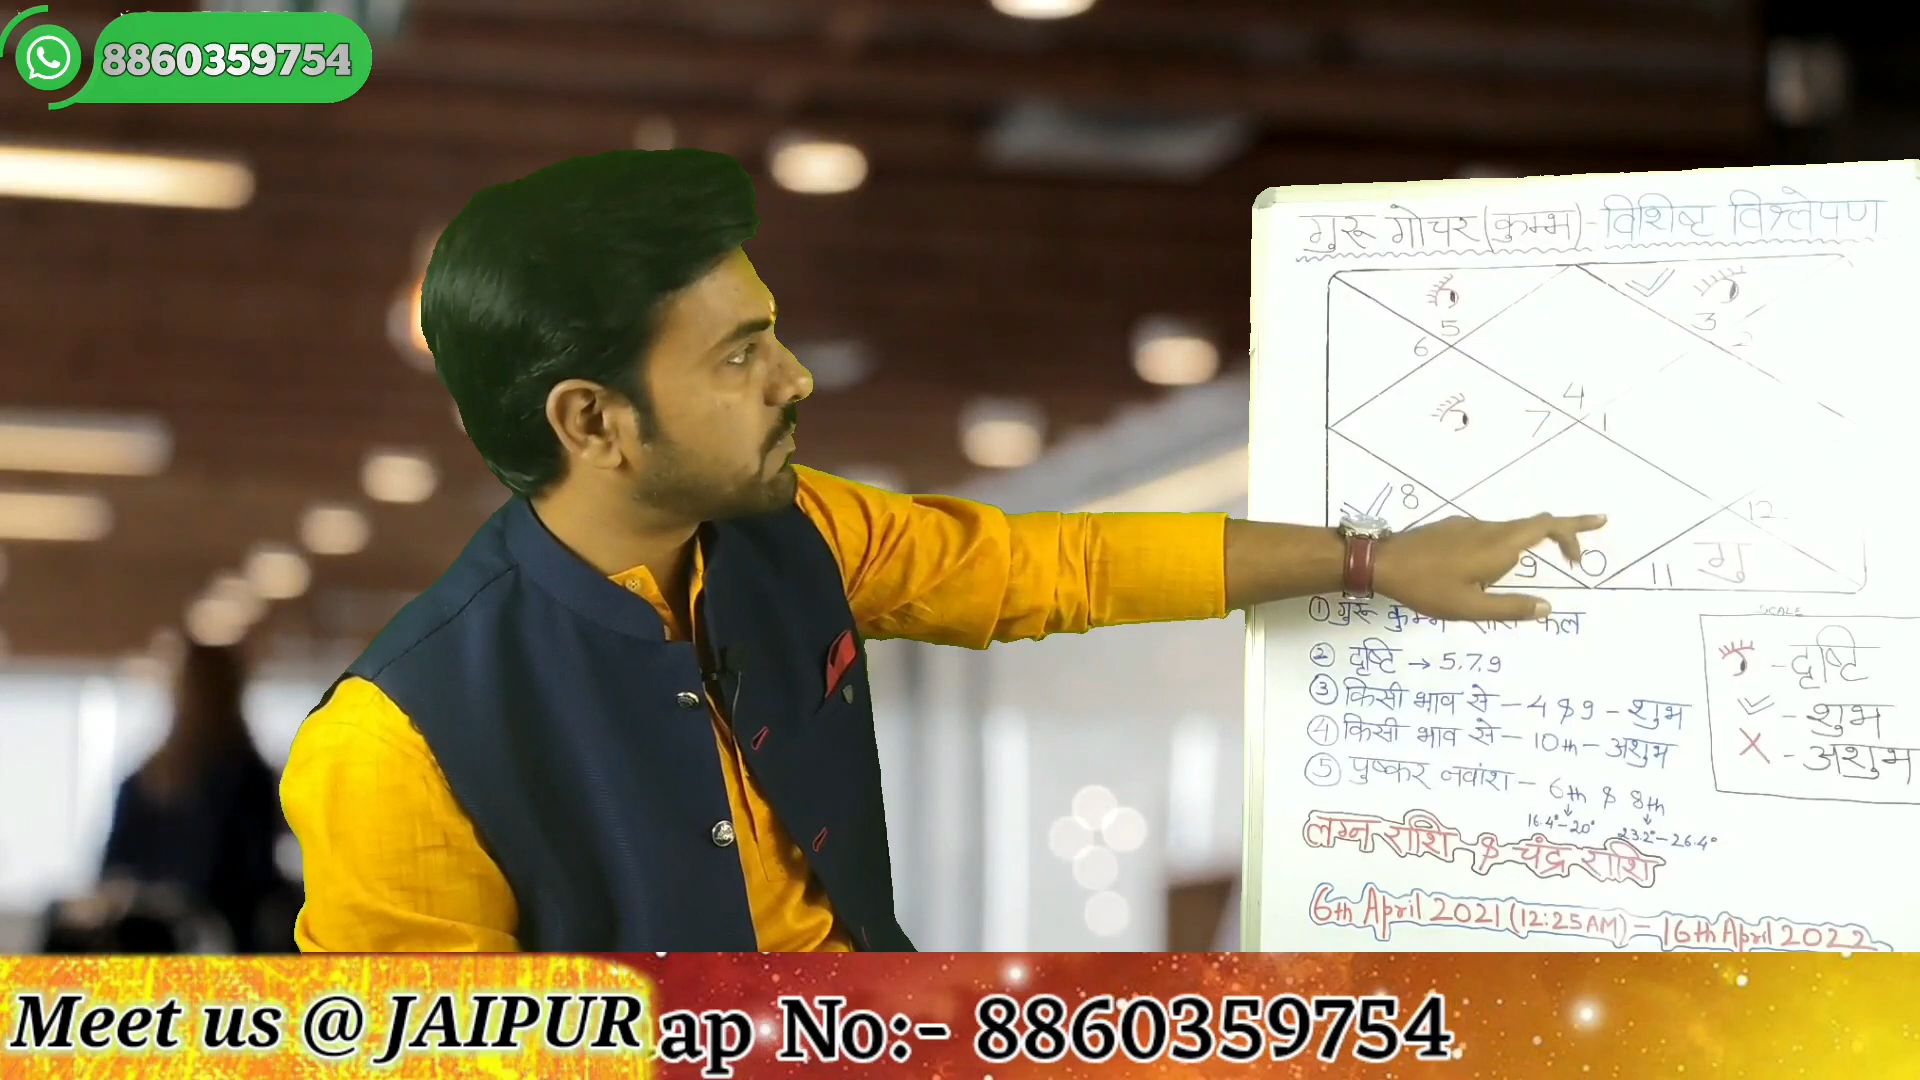 8860359754
गुरू गोचर (कुम्भ) - विशिष्ट विश्लेषण
5
3
6
2
4
7
1
8
12
9
10
11
गु
① गुरू कुम्भ राशि फल
② दृष्टि → 5.7.9
③ किसी भाव से - 4 & 9 - शुभ
④ किसी भाव से - 10th - अशुभ
⑤ पुष्कर नवांश - 6th & 8th
16.4° - 20°
23.2° - 26.4°
SCALE
- दृष्टि
- शुभ
- अशुभ
लग्न राशि & चंद्र राशि
6th April 2021 (12:25AM) - 16th April 2022
Meet us @ JAIPUR
ap No:- 8860359754